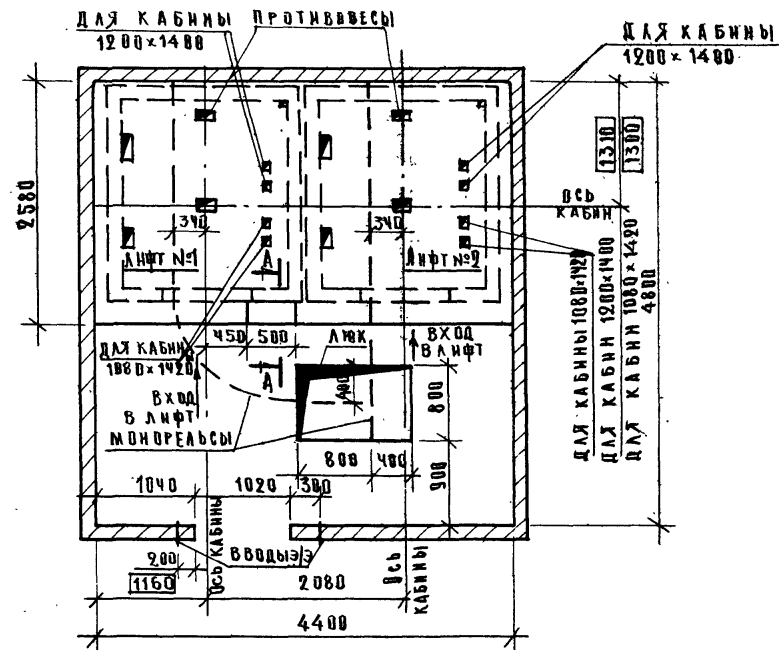 ДЛЯ КАБИНЫ
1200×1400
ПРОТИВОВЕСЫ
ДЛЯ КАБИНЫ
1200×1400
1310
1300
2580
ОСЬ
КАБИН
340
340
ЛИФТ №1
А
ЛИФТ №2
ДЛЯ КАБИНЫ 1080×1420
ДЛЯ КАБИН 1200×1400
ДЛЯ КАБИН 1080×1420
4800
450
500
ЛЮК
ВХОД
В ЛИФТ
ДЛЯ КАБИН
1080×1420
А
400
ВХОД
В ЛИФТ
МОНОРЕЛЬСЫ
800
800
400
900
1040
1020
300
ВВОДЫ Э/Э
200
1160
ОСЬ КАБИНЫ
2080
ОСЬ
КАБИНЫ
4400